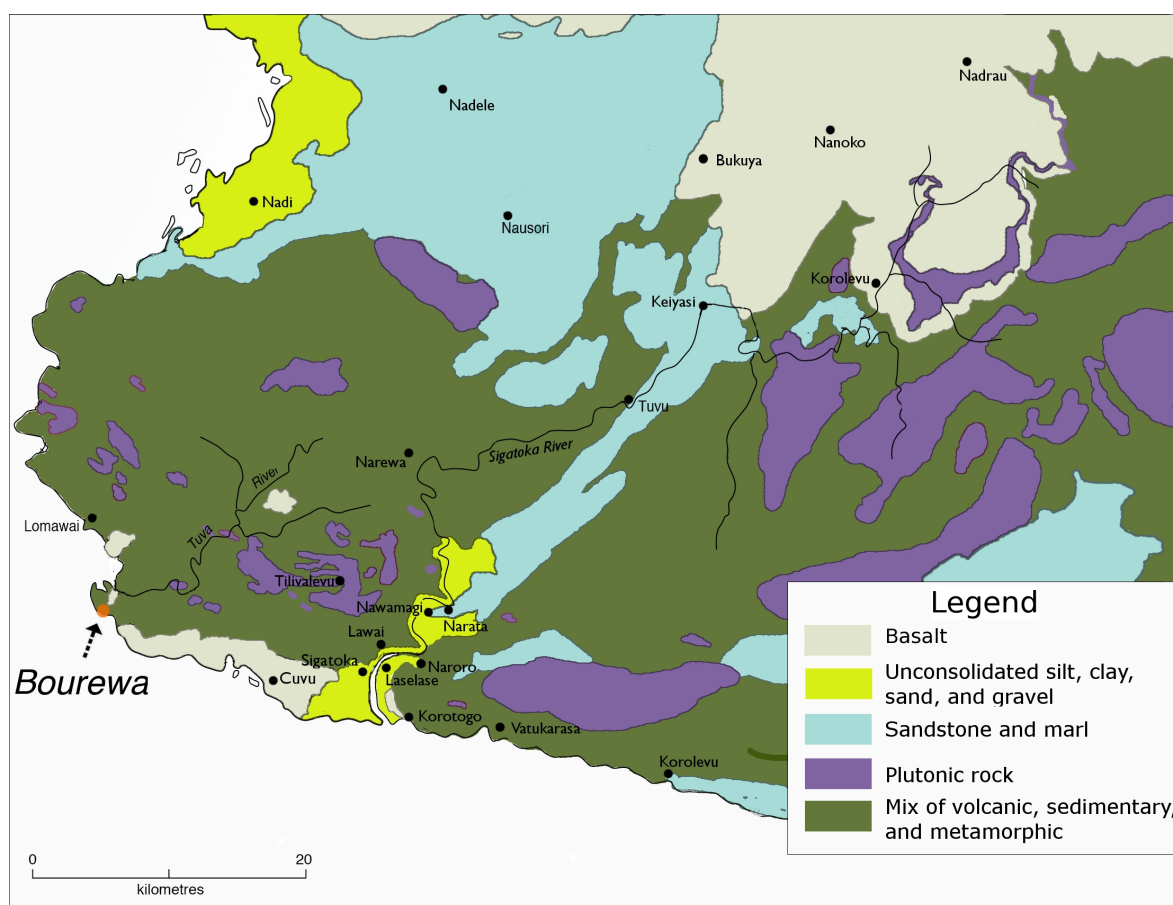 Nadrau
Nadele
Nanoko
Bukuya
Nadi
Nausori
Korolevu
Keiyasi
Tuvu
Sigatoka River
Narewa
River
Tuva
Lomawai
Tilivalevu
Nawamagi
Narata
Lawai
Sigatoka
Naroro
Laselase
Cuvu
Bourewa
Korotogo
Vatukarasa
Korolevu
Legend
Basalt
Unconsolidated silt, clay,
sand, and gravel
Sandstone and marl
Plutonic rock
Mix of volcanic, sedimentary,
and metamorphic
0 20
kilometres